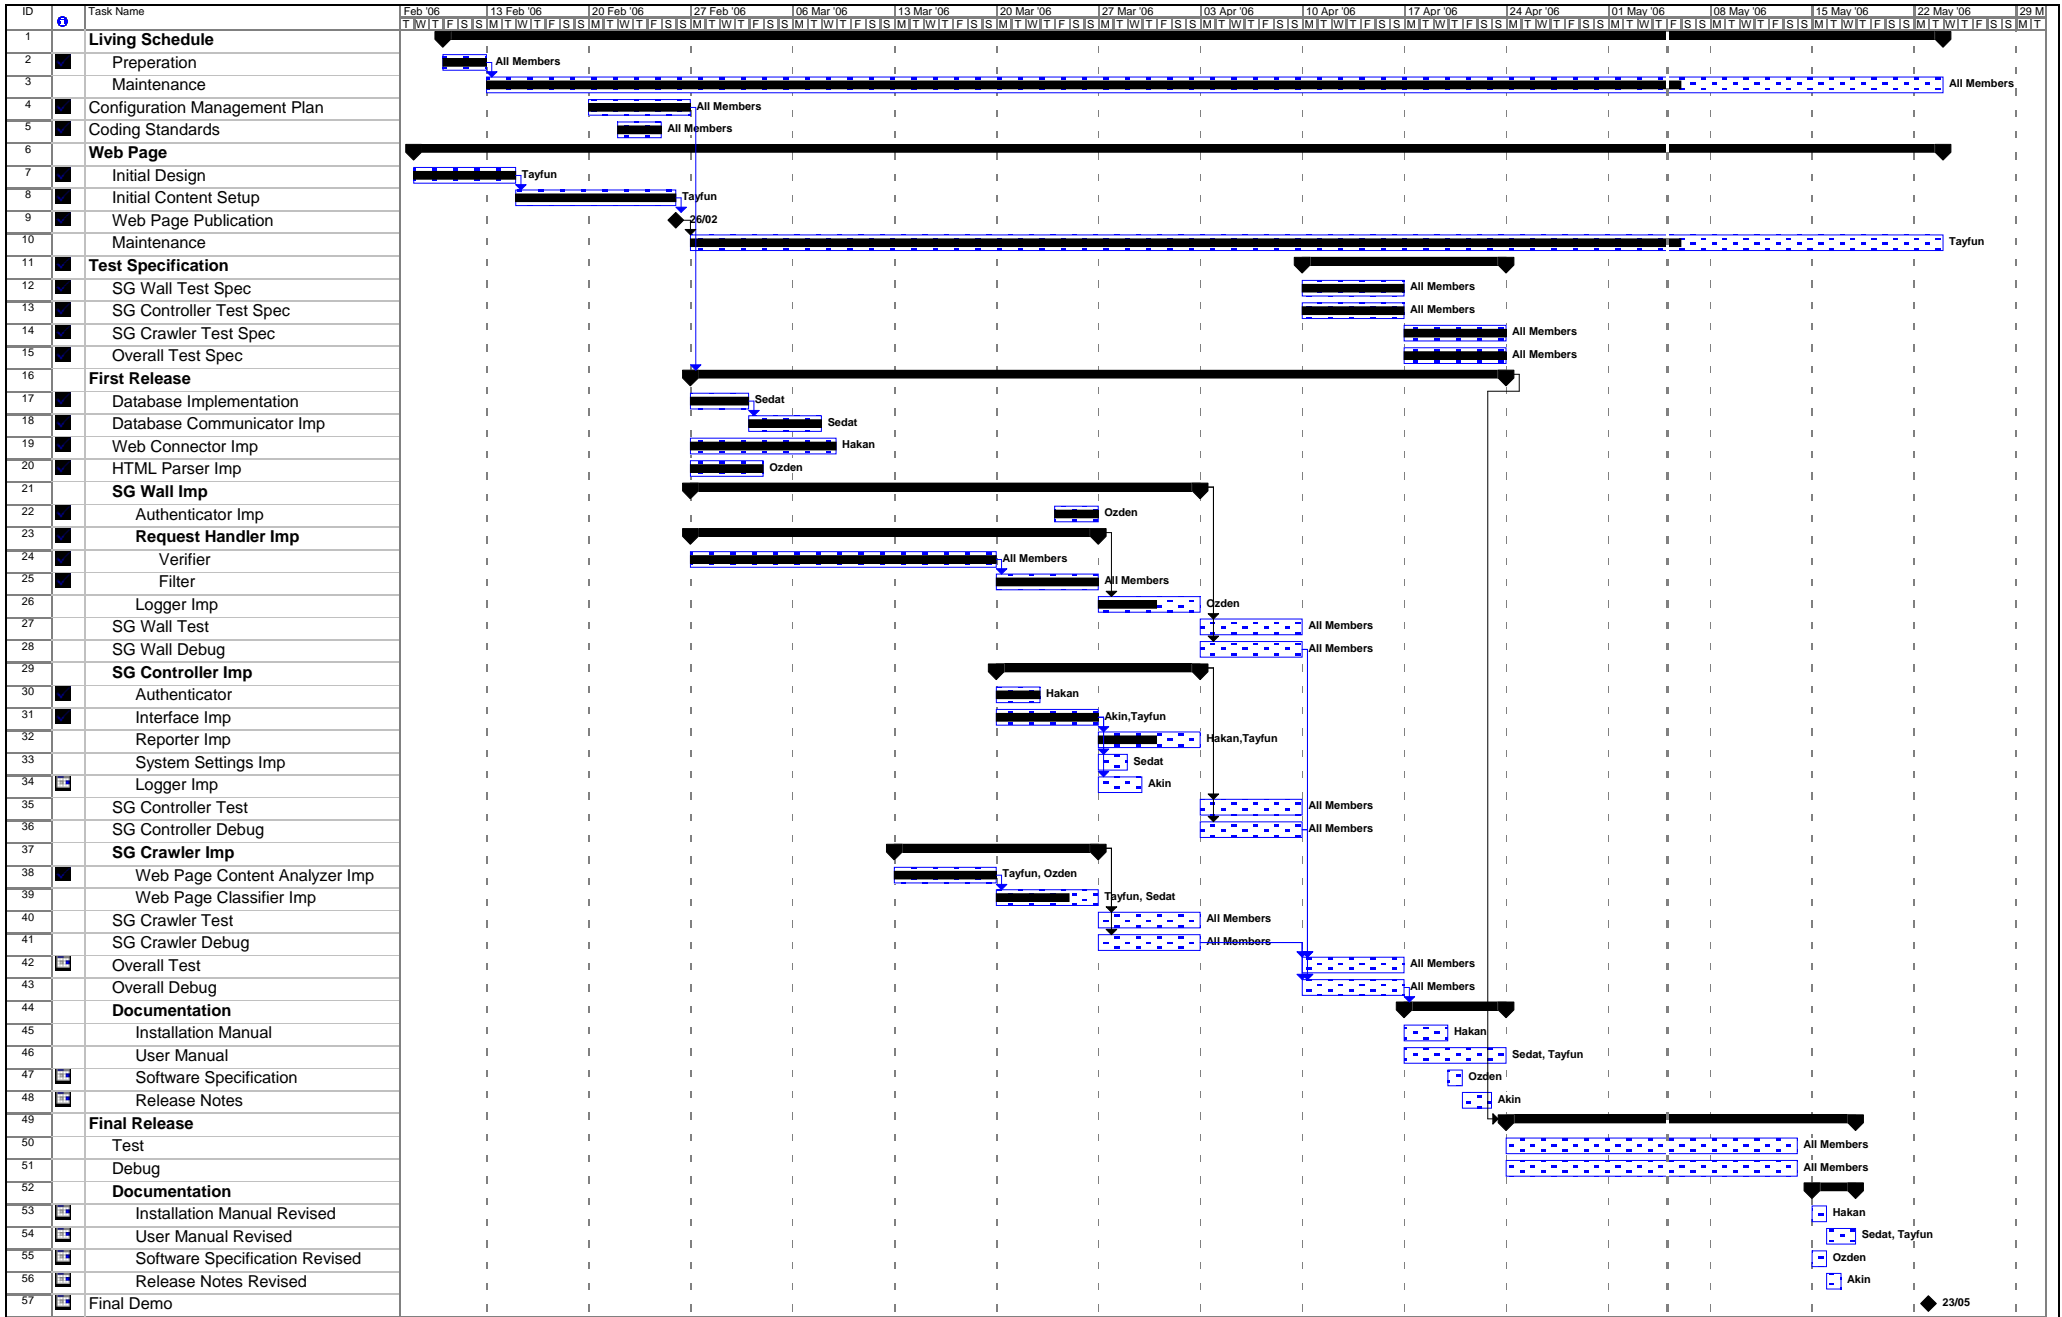 ID Task Name Feb '06 13 Feb '06 20 Feb '06 27 Feb '06 06 Mar '06 13 Mar '06 20 Mar '06 27 Mar '06 03 Apr '06 10 Apr '06 17 Apr '06 24 Apr '06 01 May '06 08 May '06 15 May '06 22 May '06 29 M
T W T F S S M T W T F S S M T W T F S S M T W T F S S M T W T F S S M T W T F S S M T W T F S S M T W T F S S M T W T F S S M T W T F S S M T W T F S S M T W T F S S M T W T F S S M T W T F S S M T W T F S S M T W T F S S M T
1 Living Schedule
2 Preperation All Members
3 Maintenance All Members
4 Configuration Management Plan All Members
5 Coding Standards All Members
6 Web Page
7 Initial Design Tayfun
8 Initial Content Setup Tayfun
9 Web Page Publication 26/02
10 Maintenance Tayfun
11 Test Specification
12 SG Wall Test Spec All Members
13 SG Controller Test Spec All Members
14 SG Crawler Test Spec All Members
15 Overall Test Spec All Members
16 First Release
17 Database Implementation Sedat
18 Database Communicator Imp Sedat
19 Web Connector Imp Hakan
20 HTML Parser Imp Ozden
21 SG Wall Imp
22 Authenticator Imp Ozden
23 Request Handler Imp
24 Verifier All Members
25 Filter All Members
26 Logger Imp Ozden
27 SG Wall Test All Members
28 SG Wall Debug All Members
29 SG Controller Imp
30 Authenticator Hakan
31 Interface Imp Akin,Tayfun
32 Reporter Imp Hakan,Tayfun
33 System Settings Imp Sedat
34 Logger Imp Akin
35 SG Controller Test All Members
36 SG Controller Debug All Members
37 SG Crawler Imp
38 Web Page Content Analyzer Imp Tayfun, Ozden
39 Web Page Classifier Imp Tayfun, Sedat
40 SG Crawler Test All Members
41 SG Crawler Debug All Members
42 Overall Test All Members
43 Overall Debug All Members
44 Documentation
45 Installation Manual Hakan
46 User Manual Sedat, Tayfun
47 Software Specification Ozden
48 Release Notes Akin
49 Final Release
50 Test All Members
51 Debug All Members
52 Documentation
53 Installation Manual Revised Hakan
54 User Manual Revised Sedat, Tayfun
55 Software Specification Revised Ozden
56 Release Notes Revised Akin
57 Final Demo 23/05